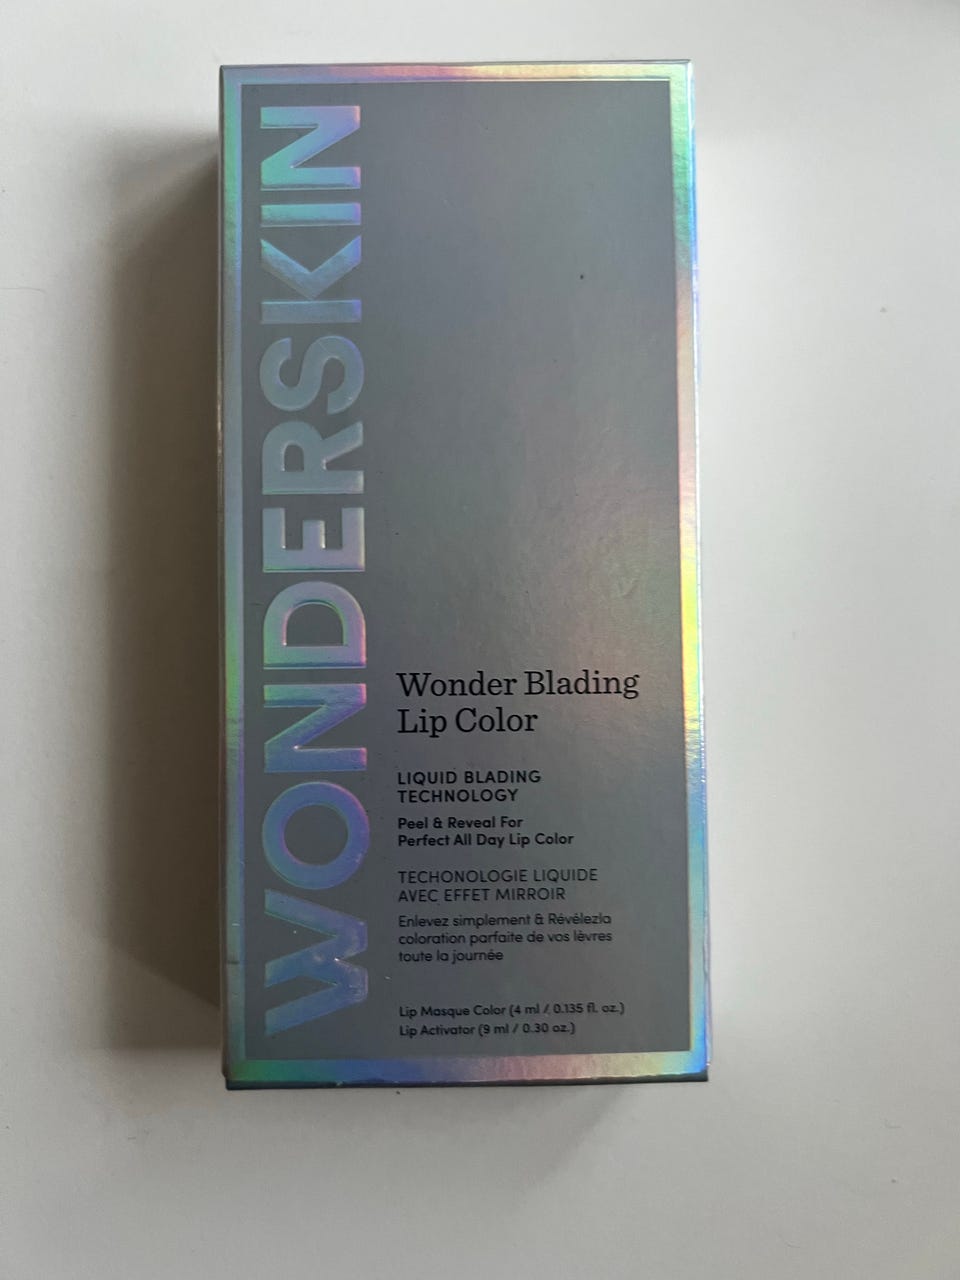 WONDERSKIN
Wonder Blading
Lip Color
LIQUID BLADING
TECHNOLOGY
Peel & Reveal For
Perfect All Day Lip Color
TECHONOLOGIE LIQUIDE
AVEC EFFET MIRROIR
Enlevez simplement & Révélezla
coloration parfaite de vos lèvres
toute la journée
Lip Masque Color (4 ml / 0.135 fl. oz.)
Lip Activator (9 ml / 0.30 oz.)